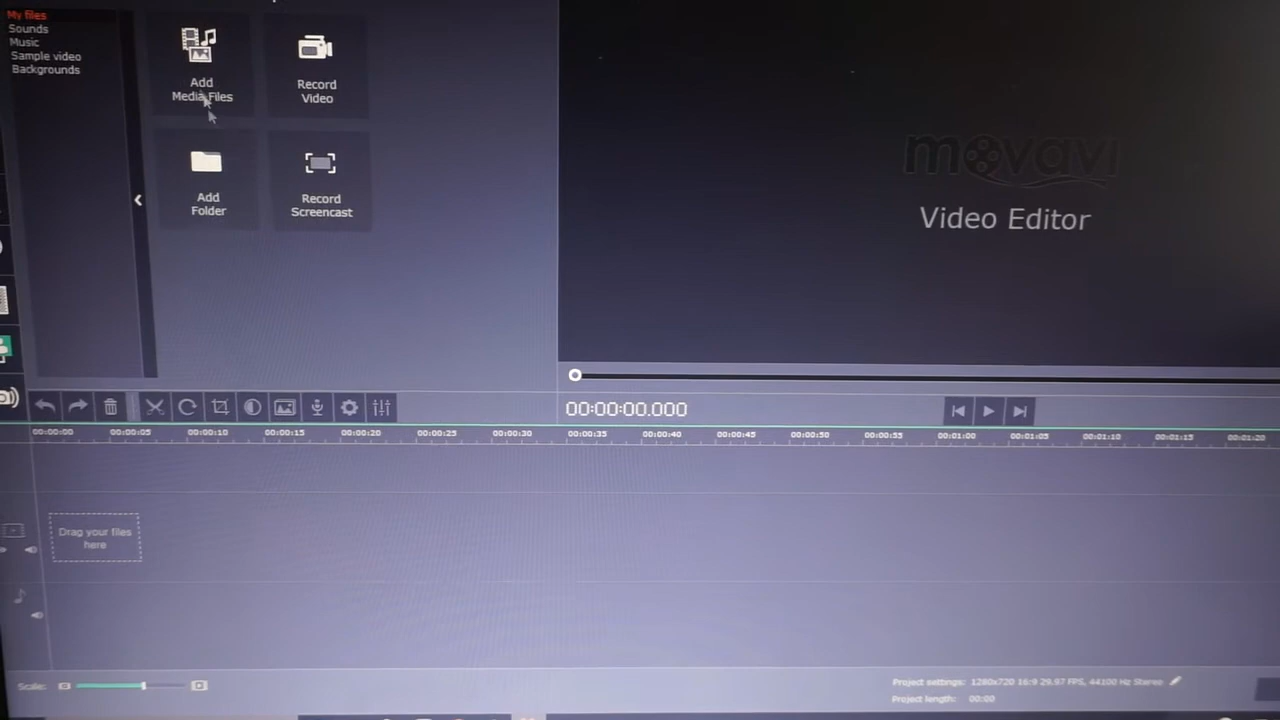 My files
Sounds
Music
Sample video
Backgrounds
Add
Media Files
Record
Video
Add
Folder
Record
Screencast
movavi
Video Editor
00:00:00.000
00:00:00 00:00:05 00:00:10 00:00:15 00:00:20 00:00:25 00:00:30 00:00:35 00:00:40 00:00:45 00:00:50 00:00:55 00:01:00 00:01:05 00:01:10 00:01:15 00:01:20
Drag your files
here
Scale:
Project settings: 1280x720 16:9 29.97 FPS, 44100 Hz Stereo
Project length: 00:00